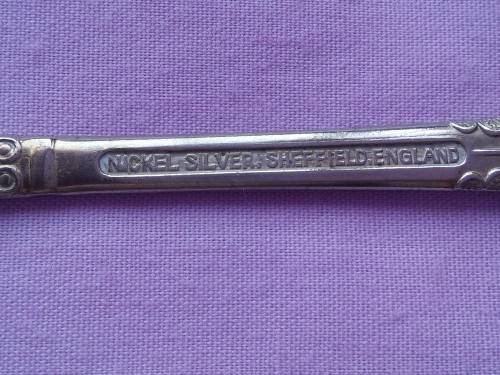 NICKEL SILVER, SHEFFIELD, ENGLAND